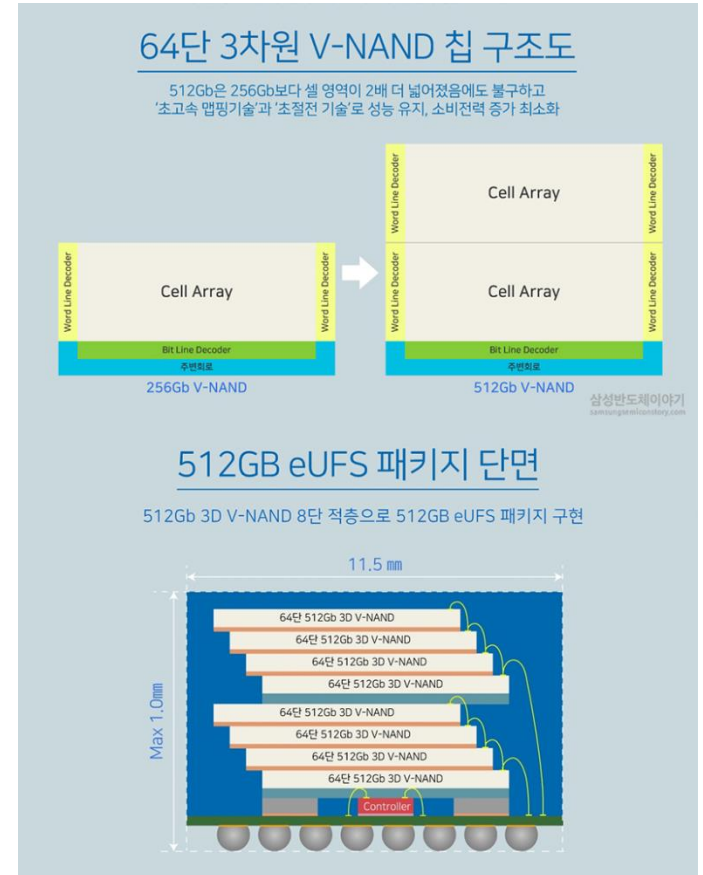 64단 3차원 V-NAND 칩 구조도
512Gb은 256Gb보다 셀 영역이 2배 더 넓어졌음에도 불구하고
'초고속 맵핑기술'과 '초절전 기술'로 성능 유지, 소비전력 증가 최소화
Word Line Decoder
Cell Array
Word Line Decoder
Bit Line Decoder
주변회로
256Gb V-NAND
Word Line Decoder
Cell Array
Word Line Decoder
Word Line Decoder
Cell Array
Word Line Decoder
Bit Line Decoder
주변회로
512Gb V-NAND
삼성반도체이야기
samsungsemiconstory.com
512GB eUFS 패키지 단면
512Gb 3D V-NAND 8단 적층으로 512GB eUFS 패키지 구현
11.5 mm
Max 1.0mm
64단 512Gb 3D V-NAND
64단 512Gb 3D V-NAND
64단 512Gb 3D V-NAND
64단 512Gb 3D V-NAND
64단 512Gb 3D V-NAND
64단 512Gb 3D V-NAND
64단 512Gb 3D V-NAND
64단 512Gb 3D V-NAND
Controller